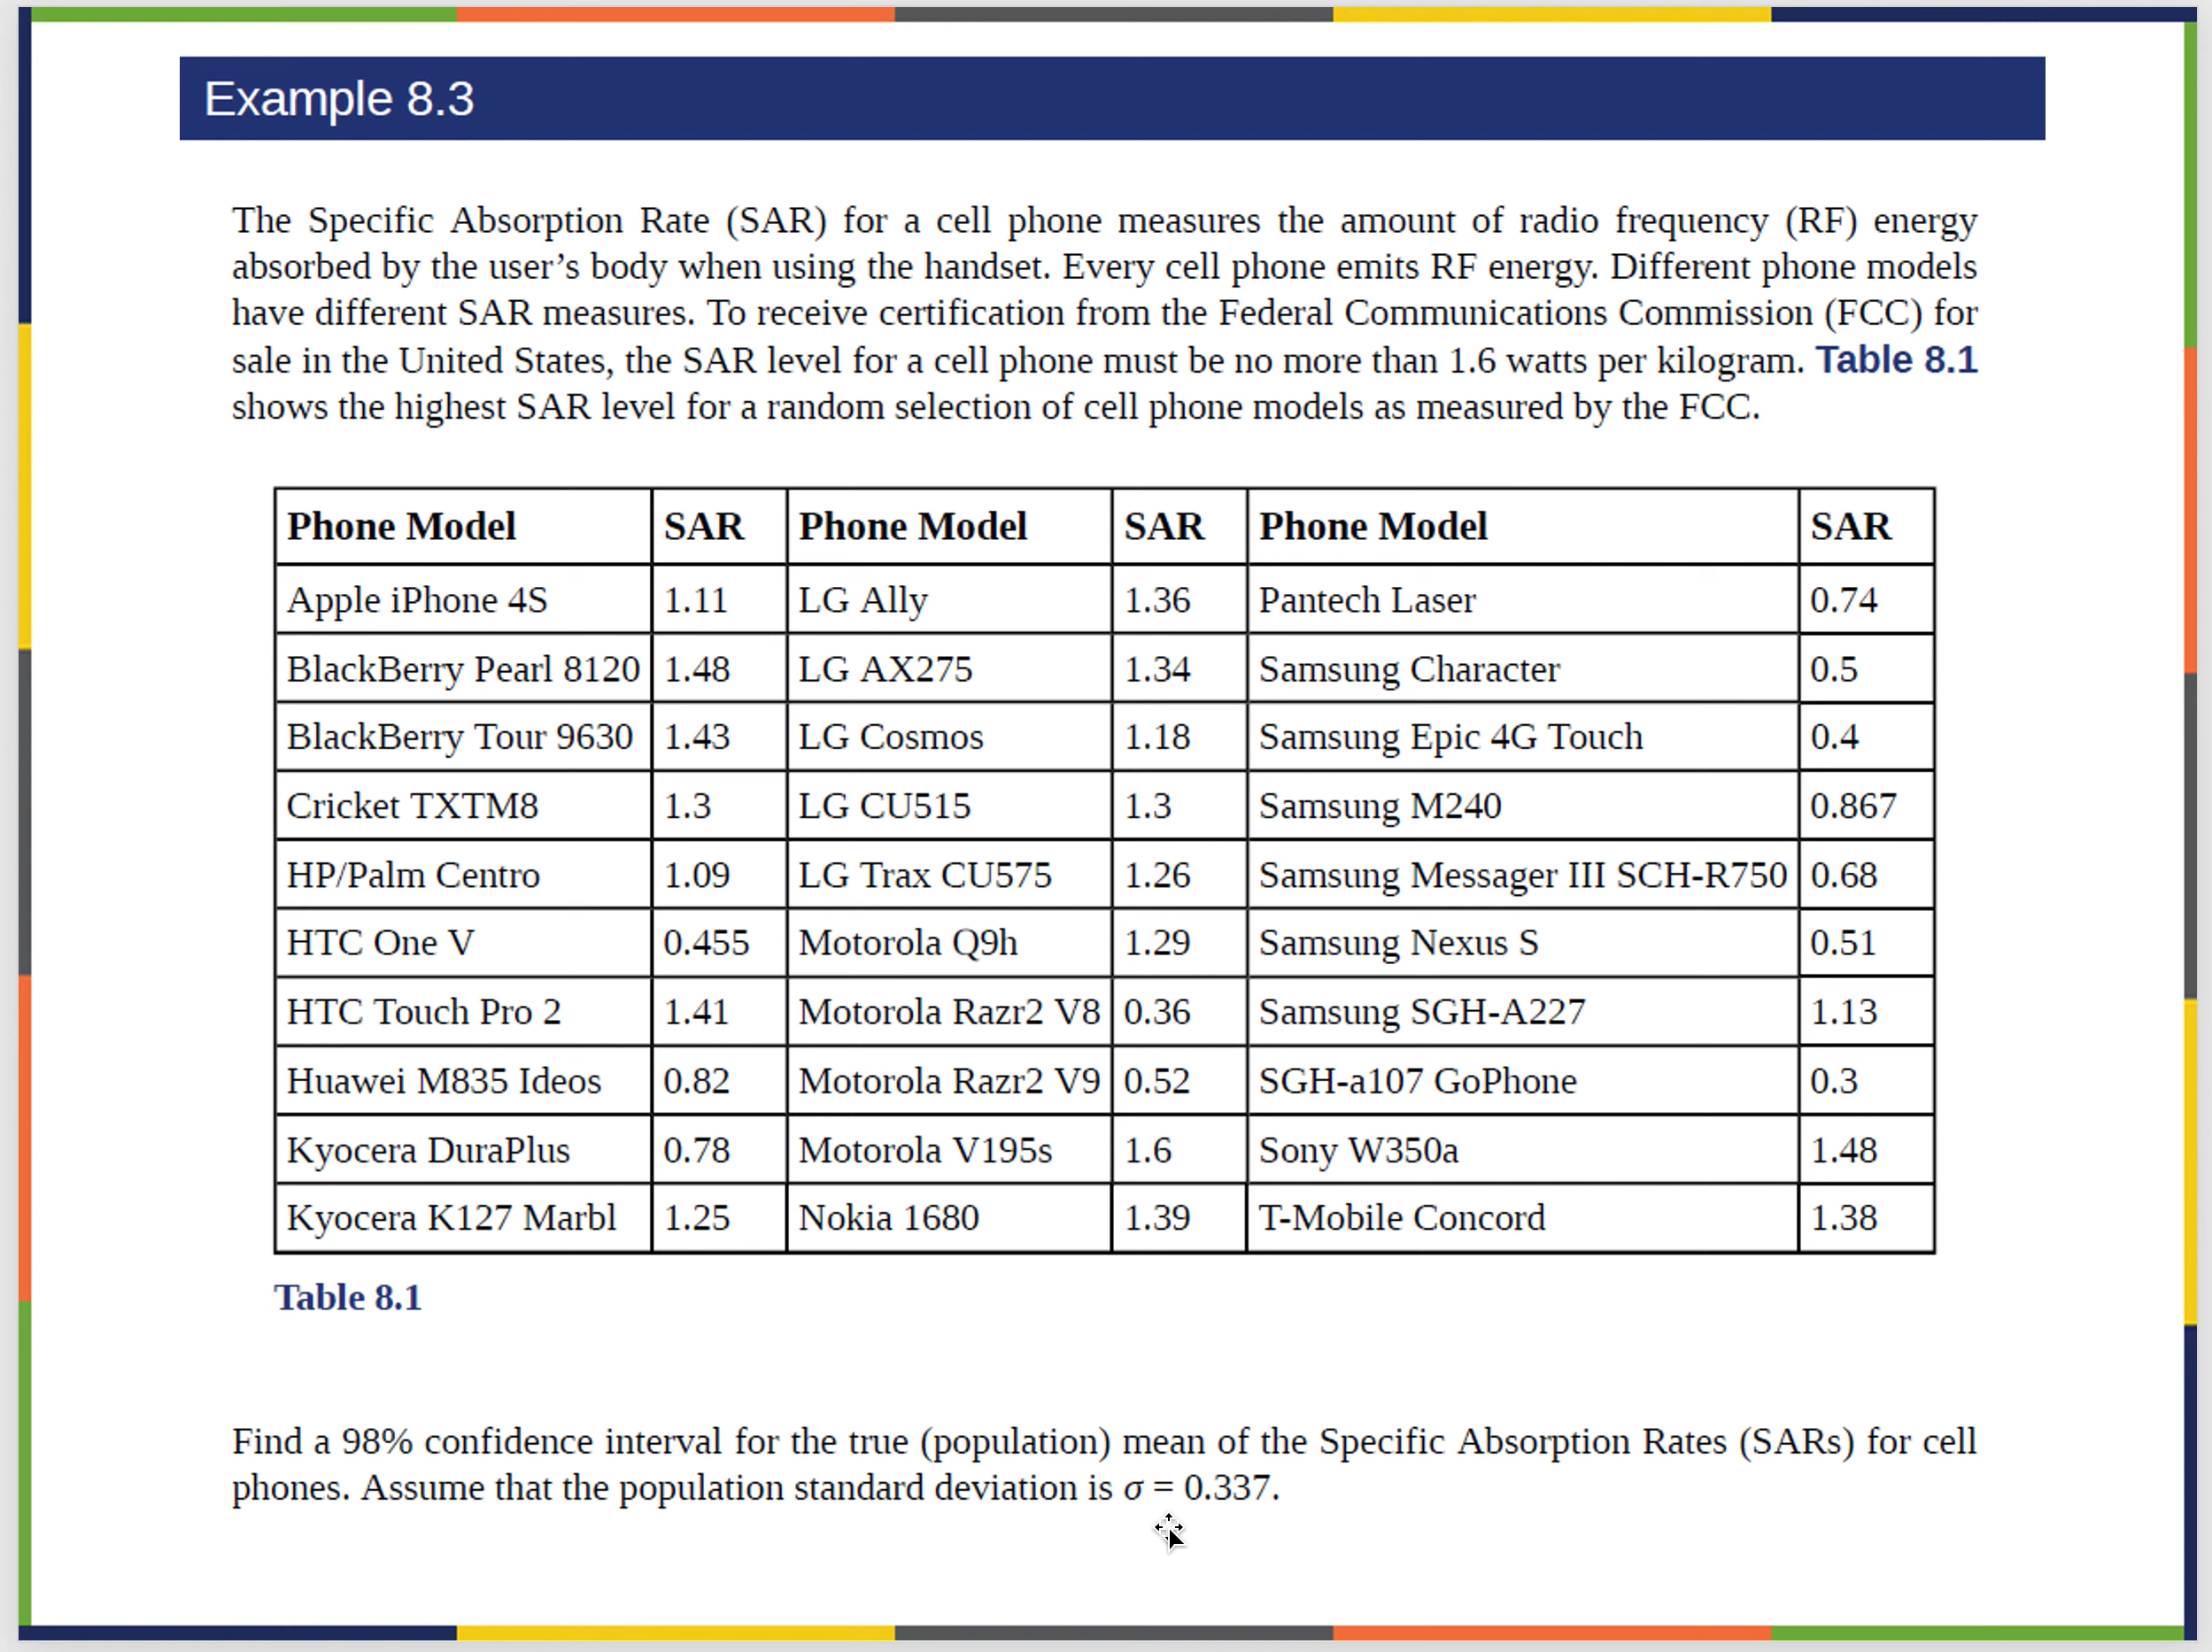 Example 8.3
The Specific Absorption Rate (SAR) for a cell phone measures the amount of radio frequency (RF) energy
absorbed by the user’s body when using the handset. Every cell phone emits RF energy. Different phone models
have different SAR measures. To receive certification from the Federal Communications Commission (FCC) for
sale in the United States, the SAR level for a cell phone must be no more than 1.6 watts per kilogram. Table 8.1
shows the highest SAR level for a random selection of cell phone models as measured by the FCC.
Phone Model SAR Phone Model SAR Phone Model SAR
Apple iPhone 4S 1.11 LG Ally 1.36 Pantech Laser 0.74
BlackBerry Pearl 8120 1.48 LG AX275 1.34 Samsung Character 0.5
BlackBerry Tour 9630 1.43 LG Cosmos 1.18 Samsung Epic 4G Touch 0.4
Cricket TXTM8 1.3 LG CU515 1.3 Samsung M240 0.867
HP/Palm Centro 1.09 LG Trax CU575 1.26 Samsung Messager III SCH-R750 0.68
HTC One V 0.455 Motorola Q9h 1.29 Samsung Nexus S 0.51
HTC Touch Pro 2 1.41 Motorola Razr2 V8 0.36 Samsung SGH-A227 1.13
Huawei M835 Ideos 0.82 Motorola Razr2 V9 0.52 SGH-a107 GoPhone 0.3
Kyocera DuraPlus 0.78 Motorola V195s 1.6 Sony W350a 1.48
Kyocera K127 Marbl 1.25 Nokia 1680 1.39 T-Mobile Concord 1.38
Table 8.1
Find a 98% confidence interval for the true (population) mean of the Specific Absorption Rates (SARs) for cell
phones. Assume that the population standard deviation is σ = 0.337.